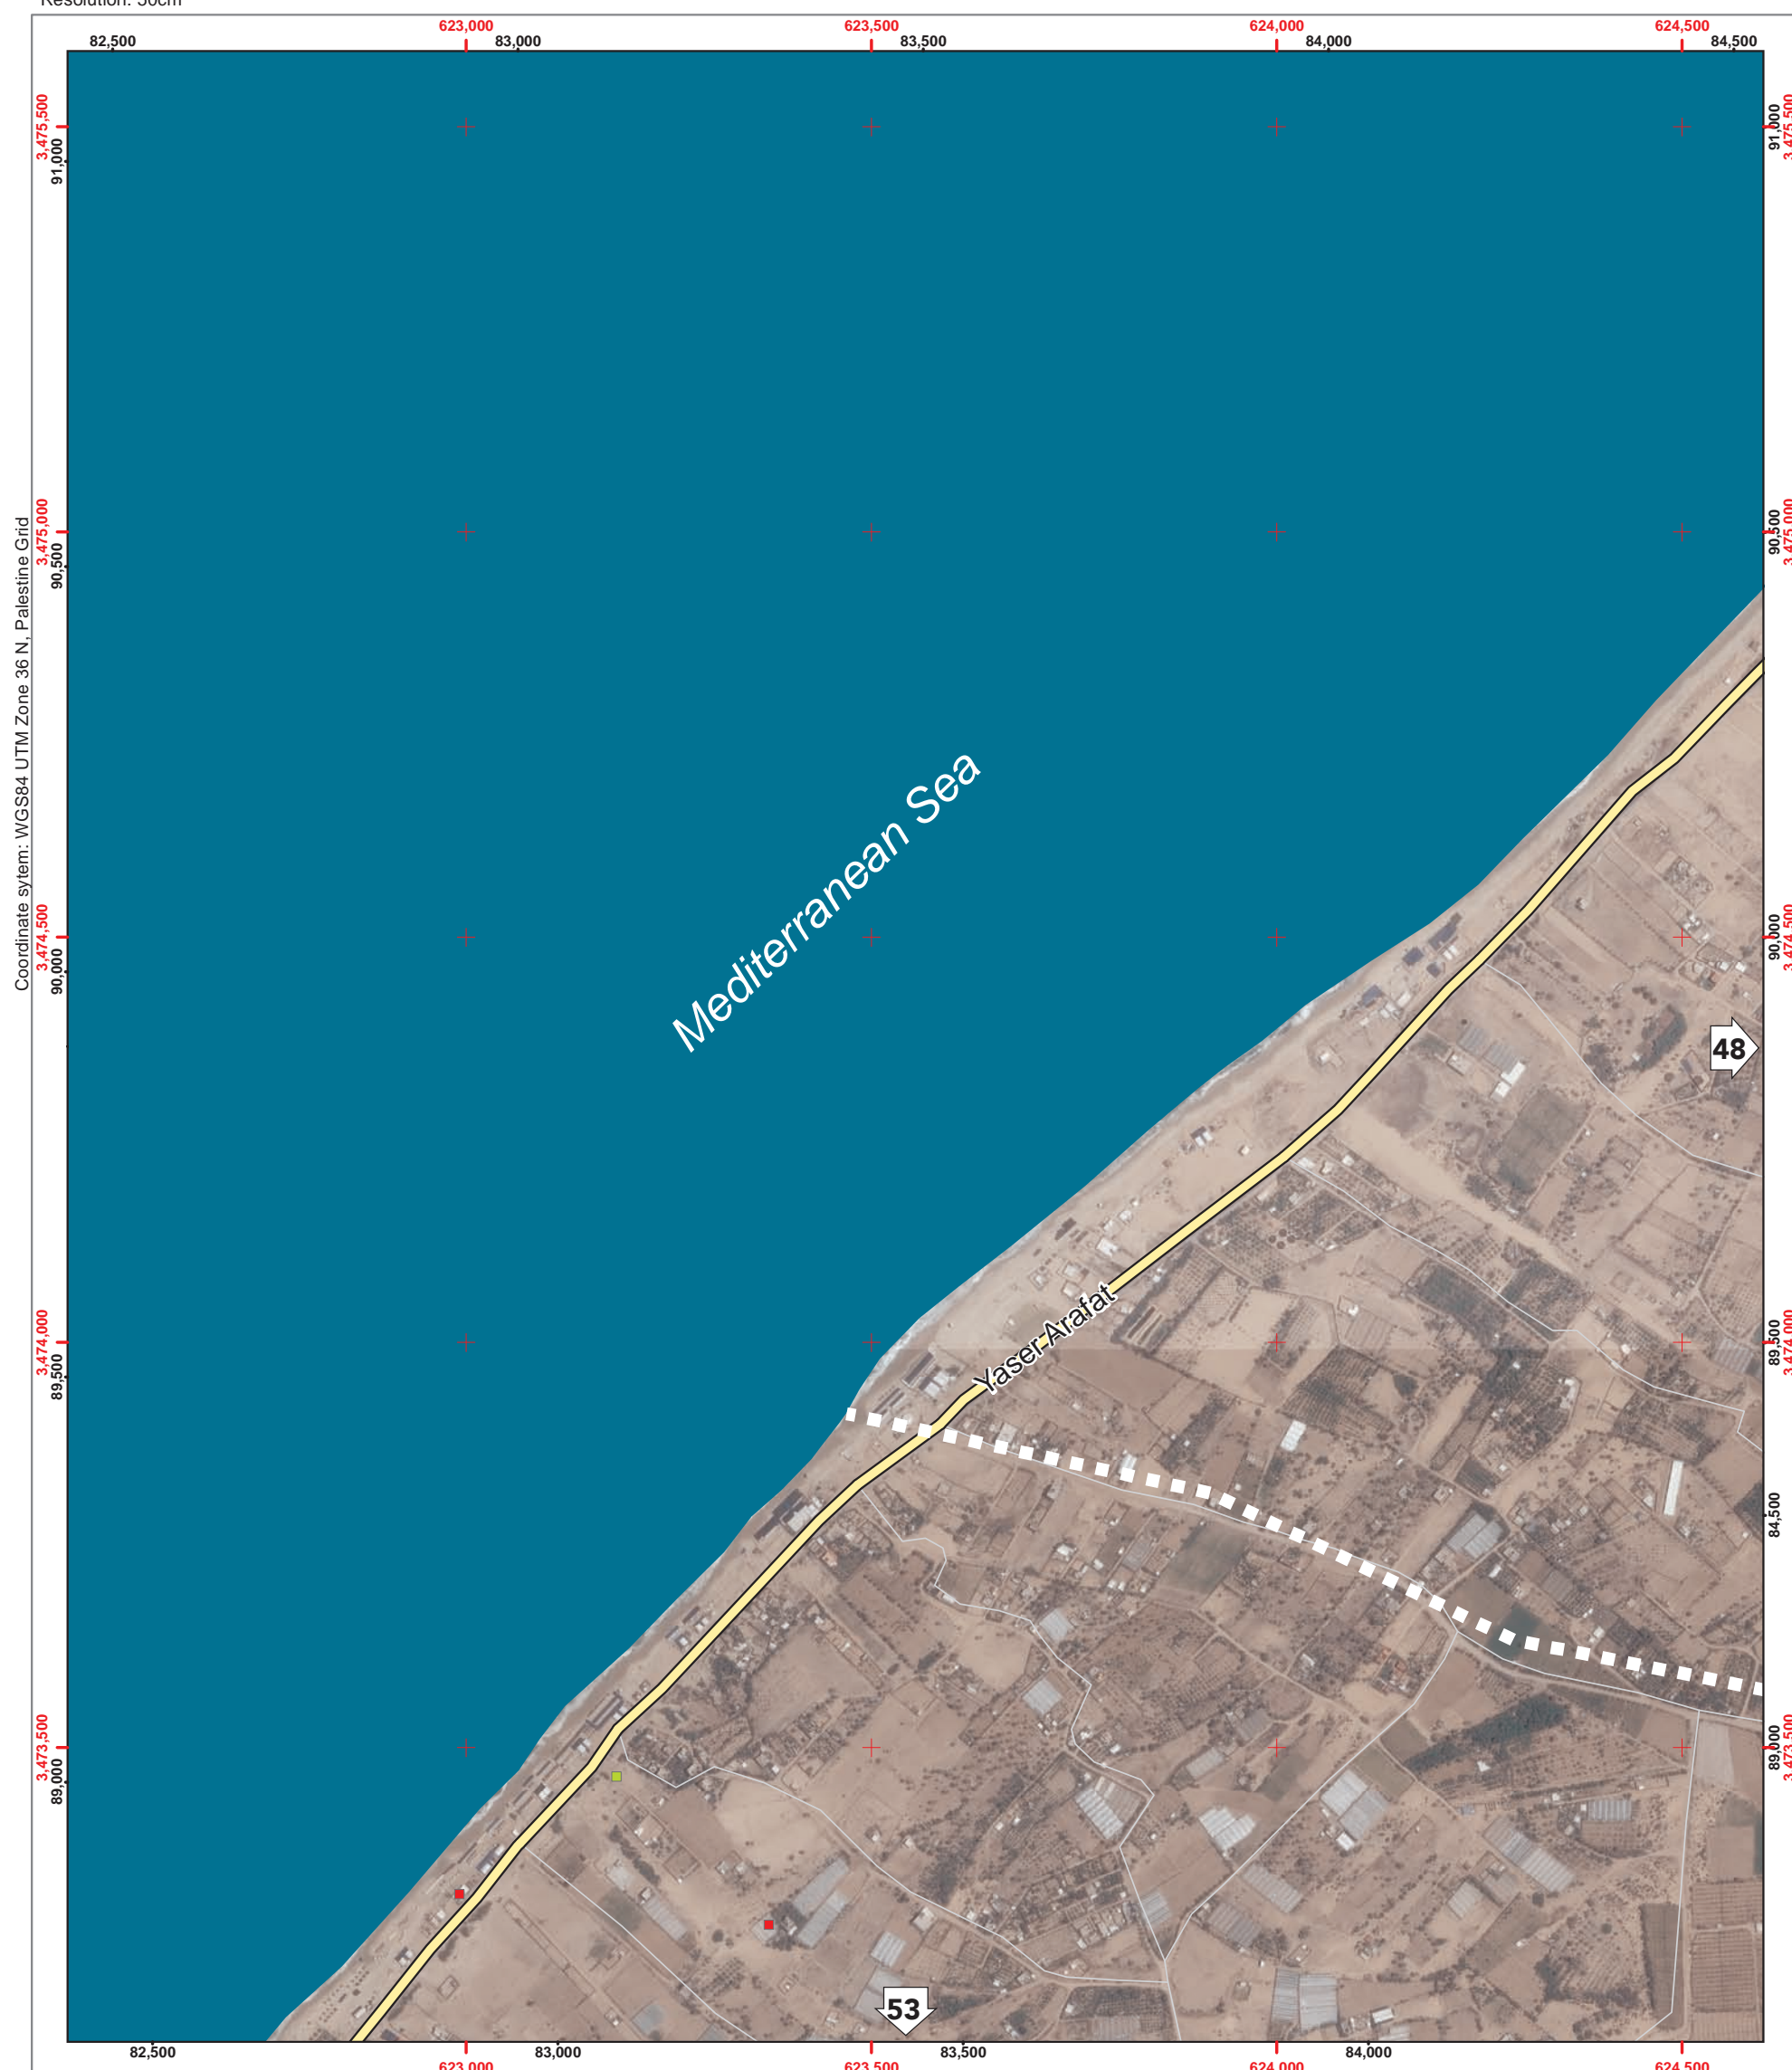 Resolution: 50cm
623,000 623,500 624,000 624,500
82,500 83,000 83,500 84,000 84,500
3,475,500
91,000
3,475,000
90,500
3,474,500
90,000
3,474,000
89,500
3,473,500
89,000
Coordinate sytem: WGS84 UTM Zone 36 N, Palestine Grid
Mediterranean Sea
Yaser Arafat
48
53
91,000
3,475,500
90,500
3,475,000
90,000
3,474,500
89,500
3,474,000
84,500
89,000
3,473,500
82,500 83,000 83,500 84,000
623,000 623,500 624,000 624,500